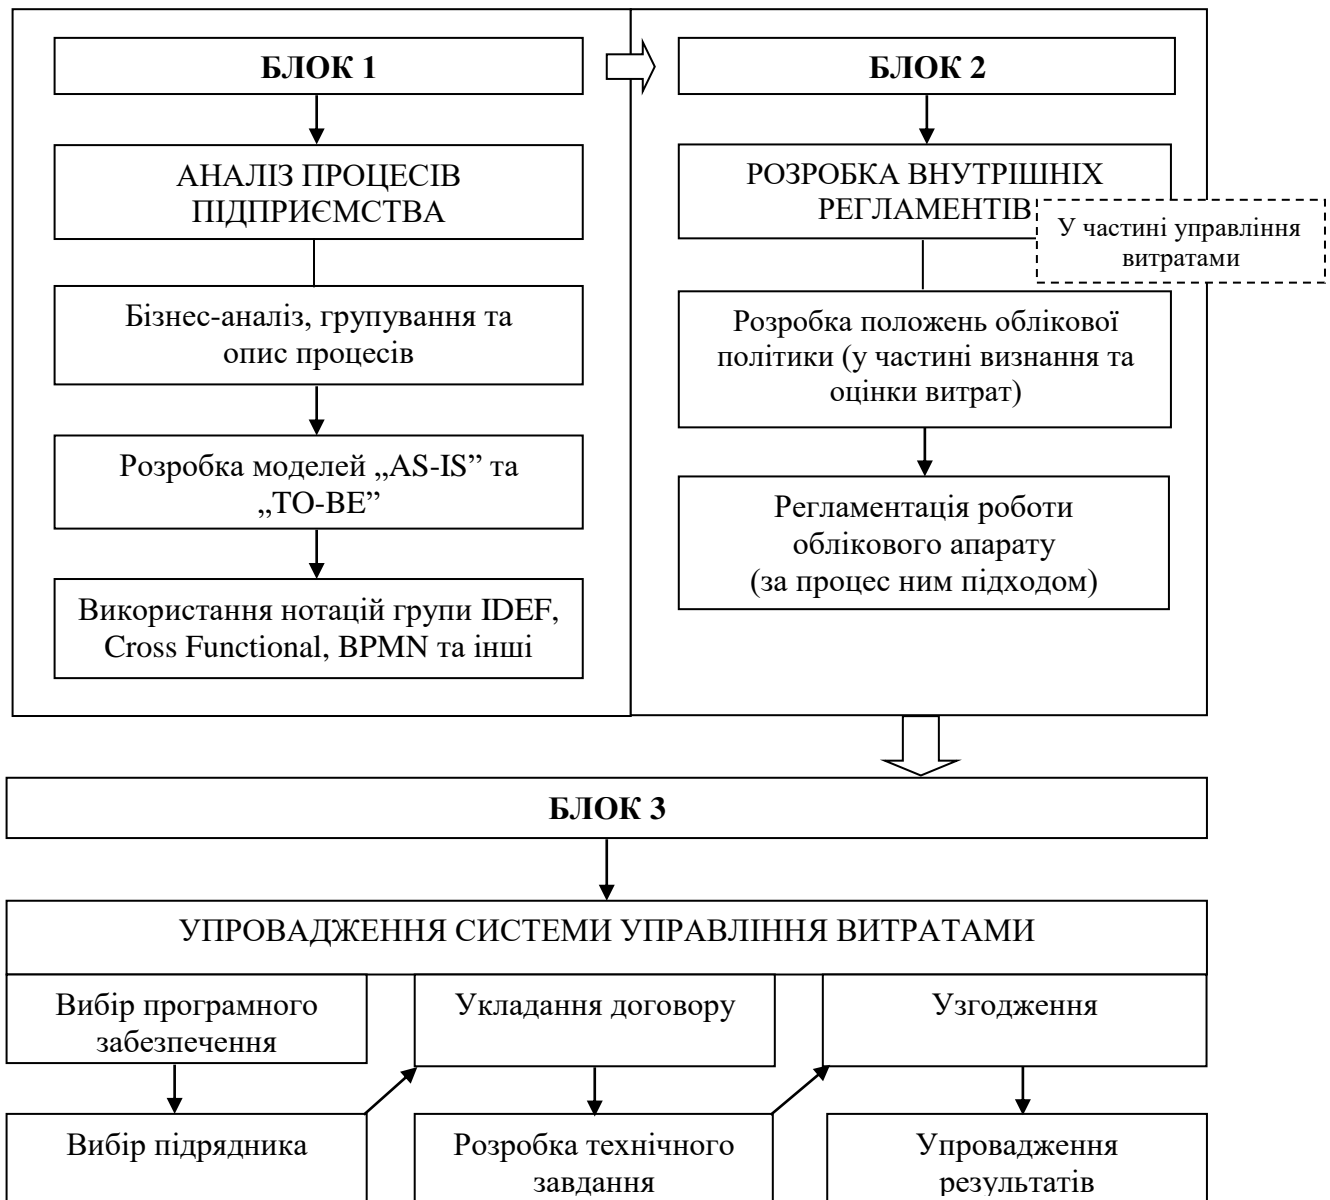 БЛОК 1
АНАЛІЗ ПРОЦЕСІВ
ПІДПРИЄМСТВА
Бізнес-аналіз, групування та
опис процесів
Розробка моделей „AS-IS” та
„TO-BE”
Використання нотацій групи IDEF,
Cross Functional, BPMN та інші
БЛОК 2
РОЗРОБКА ВНУТРІШНІХ
РЕГЛАМЕНТІВ
У частині управління
витратами
Розробка положень облікової
політики (у частині визнання та
оцінки витрат)
Регламентація роботи
облікового апарату
(за процес ним підходом)
БЛОК 3
УПРОВАДЖЕННЯ СИСТЕМИ УПРАВЛІННЯ ВИТРАТАМИ
Вибір програмного
забезпечення
Вибір підрядника
Укладання договору
Розробка технічного
завдання
Узгодження
Упровадження
результатів